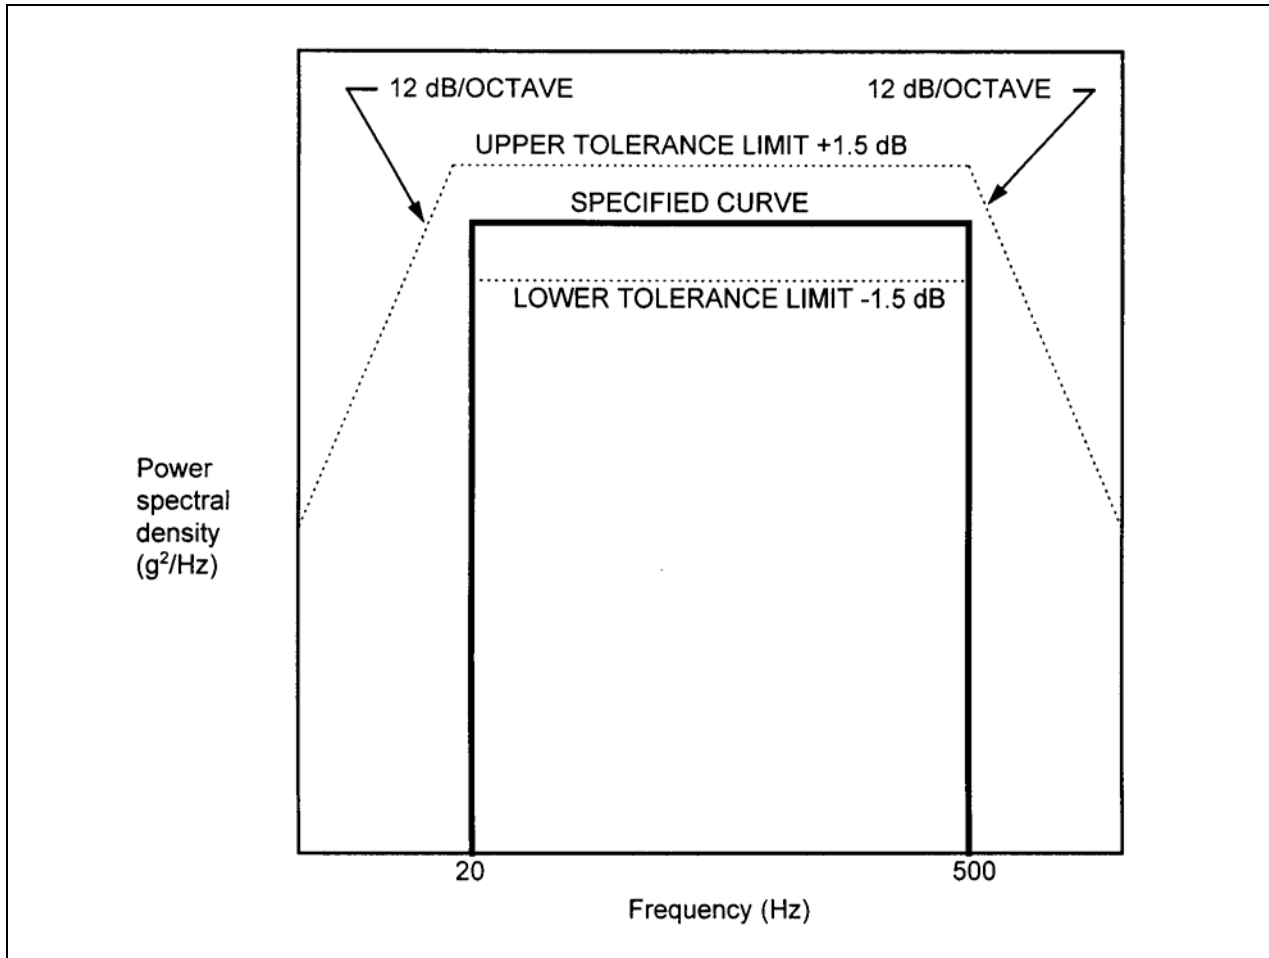 12 dB/OCTAVE
12 dB/OCTAVE
UPPER TOLERANCE LIMIT +1.5 dB
SPECIFIED CURVE
LOWER TOLERANCE LIMIT -1.5 dB
Power
spectral
density
(g²/Hz)
20
500
Frequency (Hz)